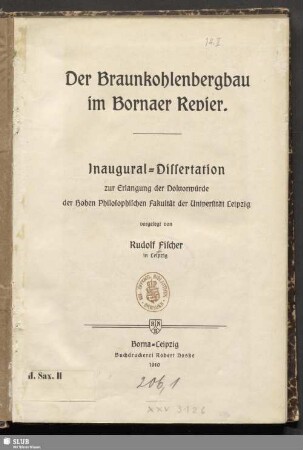 Der Braunkohlenbergbau
im Bornaer Revier.
Inaugural=Dissertation
zur Erlangung der Doktorwürde
der Hohen Philosophischen Fakultät der Universität Leipzig
vorgelegt von
Rudolf Fischer
in Leipzig
Borna=Leipzig
Buchdruckerei Robert Noske
1910
H. Sax. H
206,1
SLUB